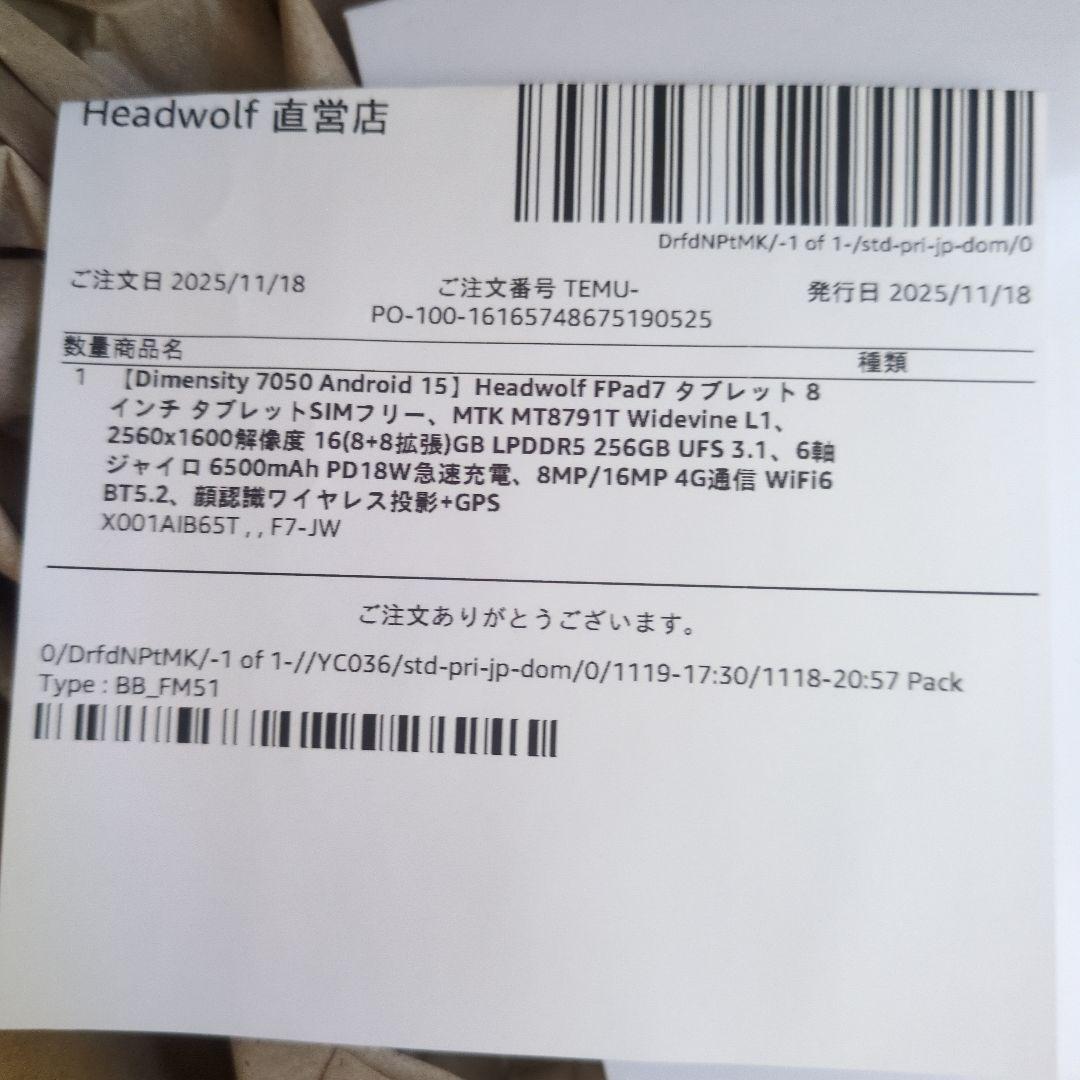 Headwolf 直営店
DrfdNPtMK/-1 of 1-/std-pri-jp-dom/0
ご注文日 2025/11/18
ご注文番号 TEMU-
PO-100-16165748675190525
発行日 2025/11/18
数量商品名 種類
1 【Dimensity 7050 Android 15】Headwolf FPad7 タブレット 8
インチ タブレットSIMフリー、MTK MT8791T Widevine L1、
2560x1600解像度 16(8+8拡張)GB LPDDR5 256GB UFS 3.1、6軸
ジャイロ 6500mAh PD18W急速充電、8MP/16MP 4G通信 WiFi6
BT5.2、顔認識ワイヤレス投影+GPS
X001AIB65T , , F7-JW
ご注文ありがとうございます。
0/DrfdNPtMK/-1 of 1-//YC036/std-pri-jp-dom/0/1119-17:30/1118-20:57 Pack
Type : BB_FM51